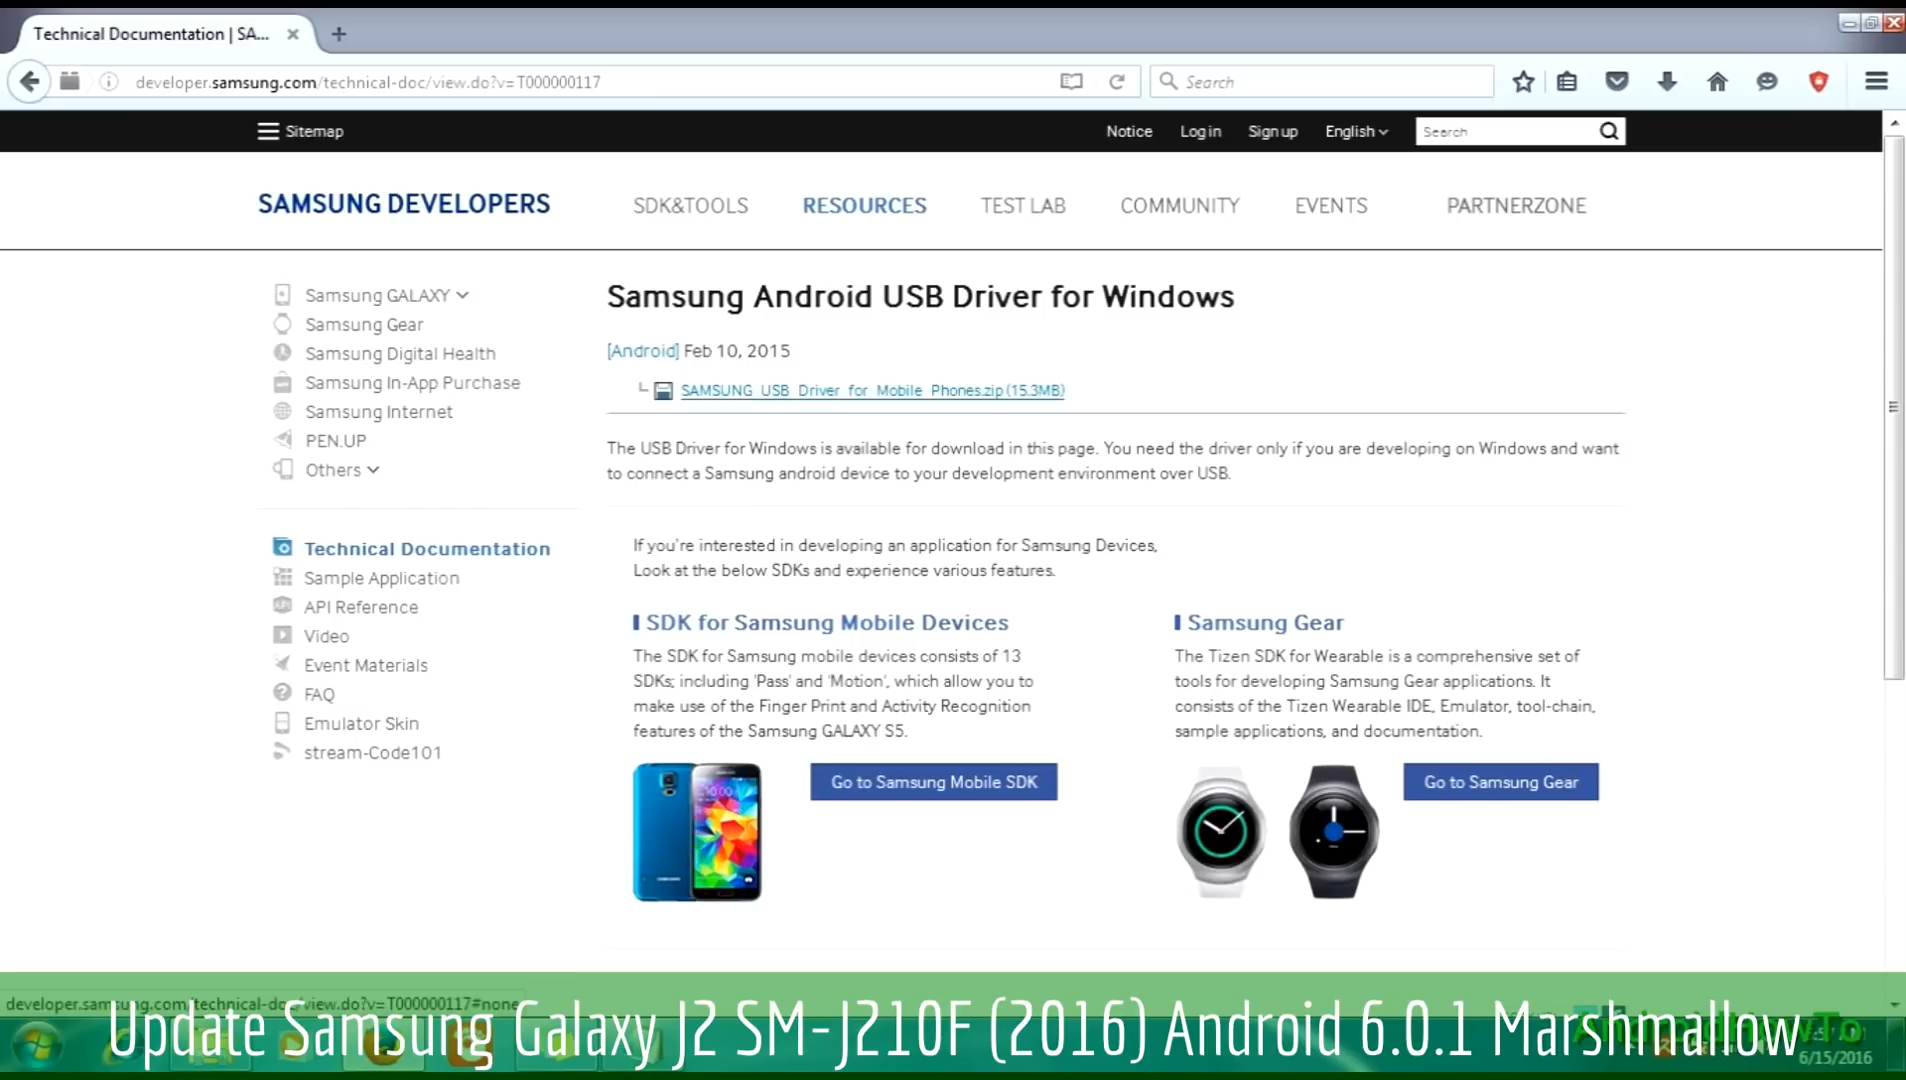 Technical Documentation | SA...
developer.samsung.com/technical-doc/view.do?v=T000000117
Search
Sitemap
Notice Log in Sign up English Search
SAMSUNG DEVELOPERS SDK&TOOLS RESOURCES TEST LAB COMMUNITY EVENTS PARTNERZONE
Samsung GALAXY
Samsung Gear
Samsung Digital Health
Samsung In-App Purchase
Samsung Internet
PEN.UP
Others
Technical Documentation
Sample Application
API Reference
Video
Event Materials
FAQ
Emulator Skin
stream-Code101
Samsung Android USB Driver for Windows
[Android] Feb 10, 2015
SAMSUNG_USB_Driver_for_Mobile_Phones.zip (15.3MB)
The USB Driver for Windows is available for download in this page. You need the driver only if you are developing on Windows and want
to connect a Samsung android device to your development environment over USB.
If you're interested in developing an application for Samsung Devices,
Look at the below SDKs and experience various features.
SDK for Samsung Mobile Devices
The SDK for Samsung mobile devices consists of 13
SDKs; including 'Pass' and 'Motion', which allow you to
make use of the Finger Print and Activity Recognition
features of the Samsung GALAXY S5.
Go to Samsung Mobile SDK
Samsung Gear
The Tizen SDK for Wearable is a comprehensive set of
tools for developing Samsung Gear applications. It
consists of the Tizen Wearable IDE, Emulator, tool-chain,
sample applications, and documentation.
Go to Samsung Gear
developer.samsung.com/technical-doc/view.do?v=T000000117#none
Update Samsung Galaxy J2 SM-J210F (2016) Android 6.0.1 Marshmallow
6/15/2016